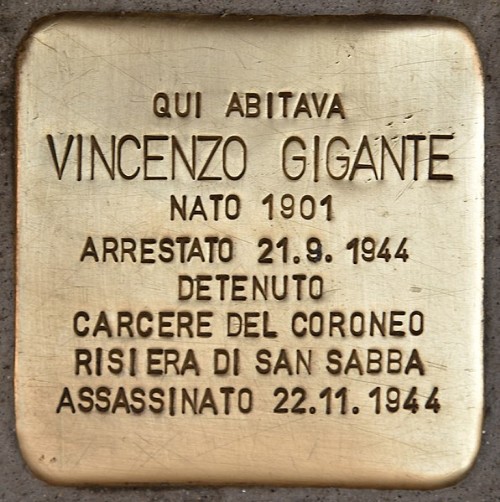 QUI ABITAVA
VINCENZO GIGANTE
NATO 1901
ARRESTATO 21.9. 1944
DETENUTO
CARCERE DEL CORONEO
RISIERA DI SAN SABBA
ASSASSINATO 22.11.1944